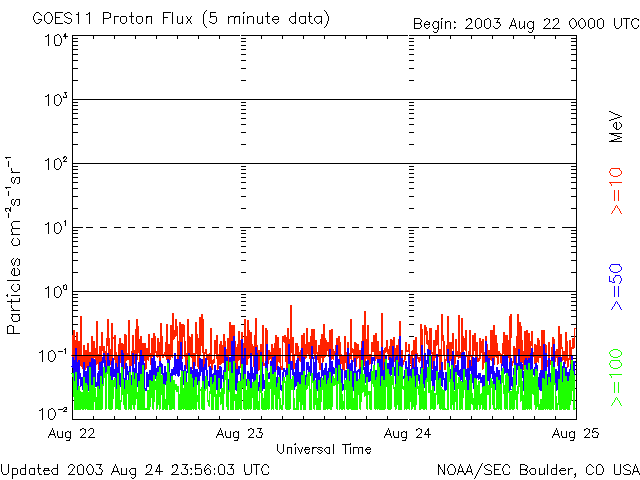 GOES11 Proton Flux (5 minute data) Begin: 2003 Aug 22 0000 UTC
10⁴
10³
10²
10¹
10⁰
10⁻¹
10⁻²
Particles cm⁻²s⁻¹sr⁻¹
MeV
>=10
>=50
>=100
Aug 22 Aug 23 Aug 24 Aug 25
Universal Time
Updated 2003 Aug 24 23:56:03 UTC NOAA/SEC Boulder, CO USA